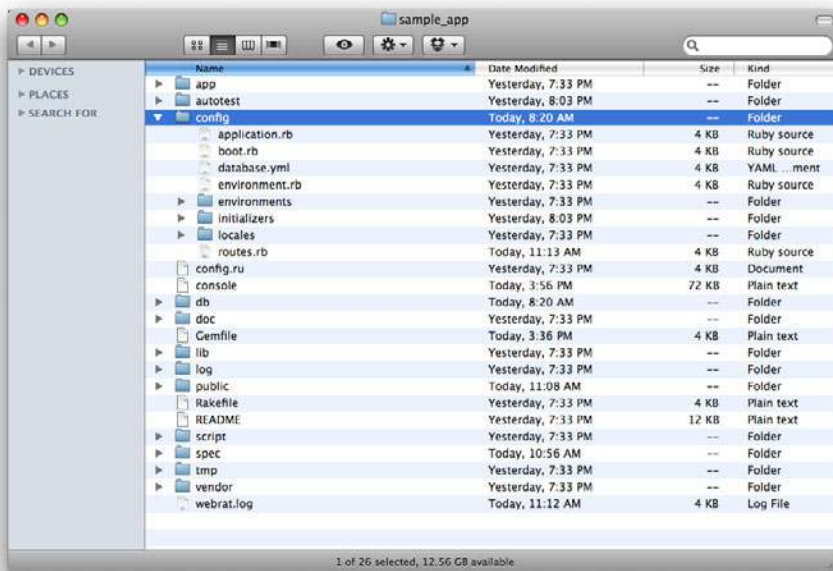 sample_app
Name Date Modified Size Kind
DEVICES
PLACES
SEARCH FOR
app Yesterday, 7:33 PM -- Folder
autotest Yesterday, 8:03 PM -- Folder
config Today, 8:20 AM -- Folder
application.rb Yesterday, 7:33 PM 4 KB Ruby source
boot.rb Yesterday, 7:33 PM 4 KB Ruby source
database.yml Yesterday, 7:33 PM 4 KB YAML ...ment
environment.rb Yesterday, 7:33 PM 4 KB Ruby source
environments Yesterday, 7:33 PM -- Folder
initializers Yesterday, 8:03 PM -- Folder
locales Yesterday, 7:33 PM -- Folder
routes.rb Today, 11:13 AM 4 KB Ruby source
config.ru Yesterday, 7:33 PM 4 KB Document
console Today, 3:56 PM 72 KB Plain text
db Today, 8:20 AM -- Folder
doc Yesterday, 7:33 PM -- Folder
Gemfile Today, 3:36 PM 4 KB Plain text
lib Yesterday, 7:33 PM -- Folder
log Yesterday, 7:33 PM -- Folder
public Today, 11:08 AM -- Folder
Rakefile Yesterday, 7:33 PM 4 KB Plain text
README Yesterday, 7:33 PM 12 KB Plain text
script Yesterday, 7:33 PM -- Folder
spec Today, 10:56 AM -- Folder
tmp Yesterday, 7:33 PM -- Folder
vendor Yesterday, 7:33 PM -- Folder
webrat.log Today, 11:12 AM 4 KB Log File
1 of 26 selected, 12.56 GB available